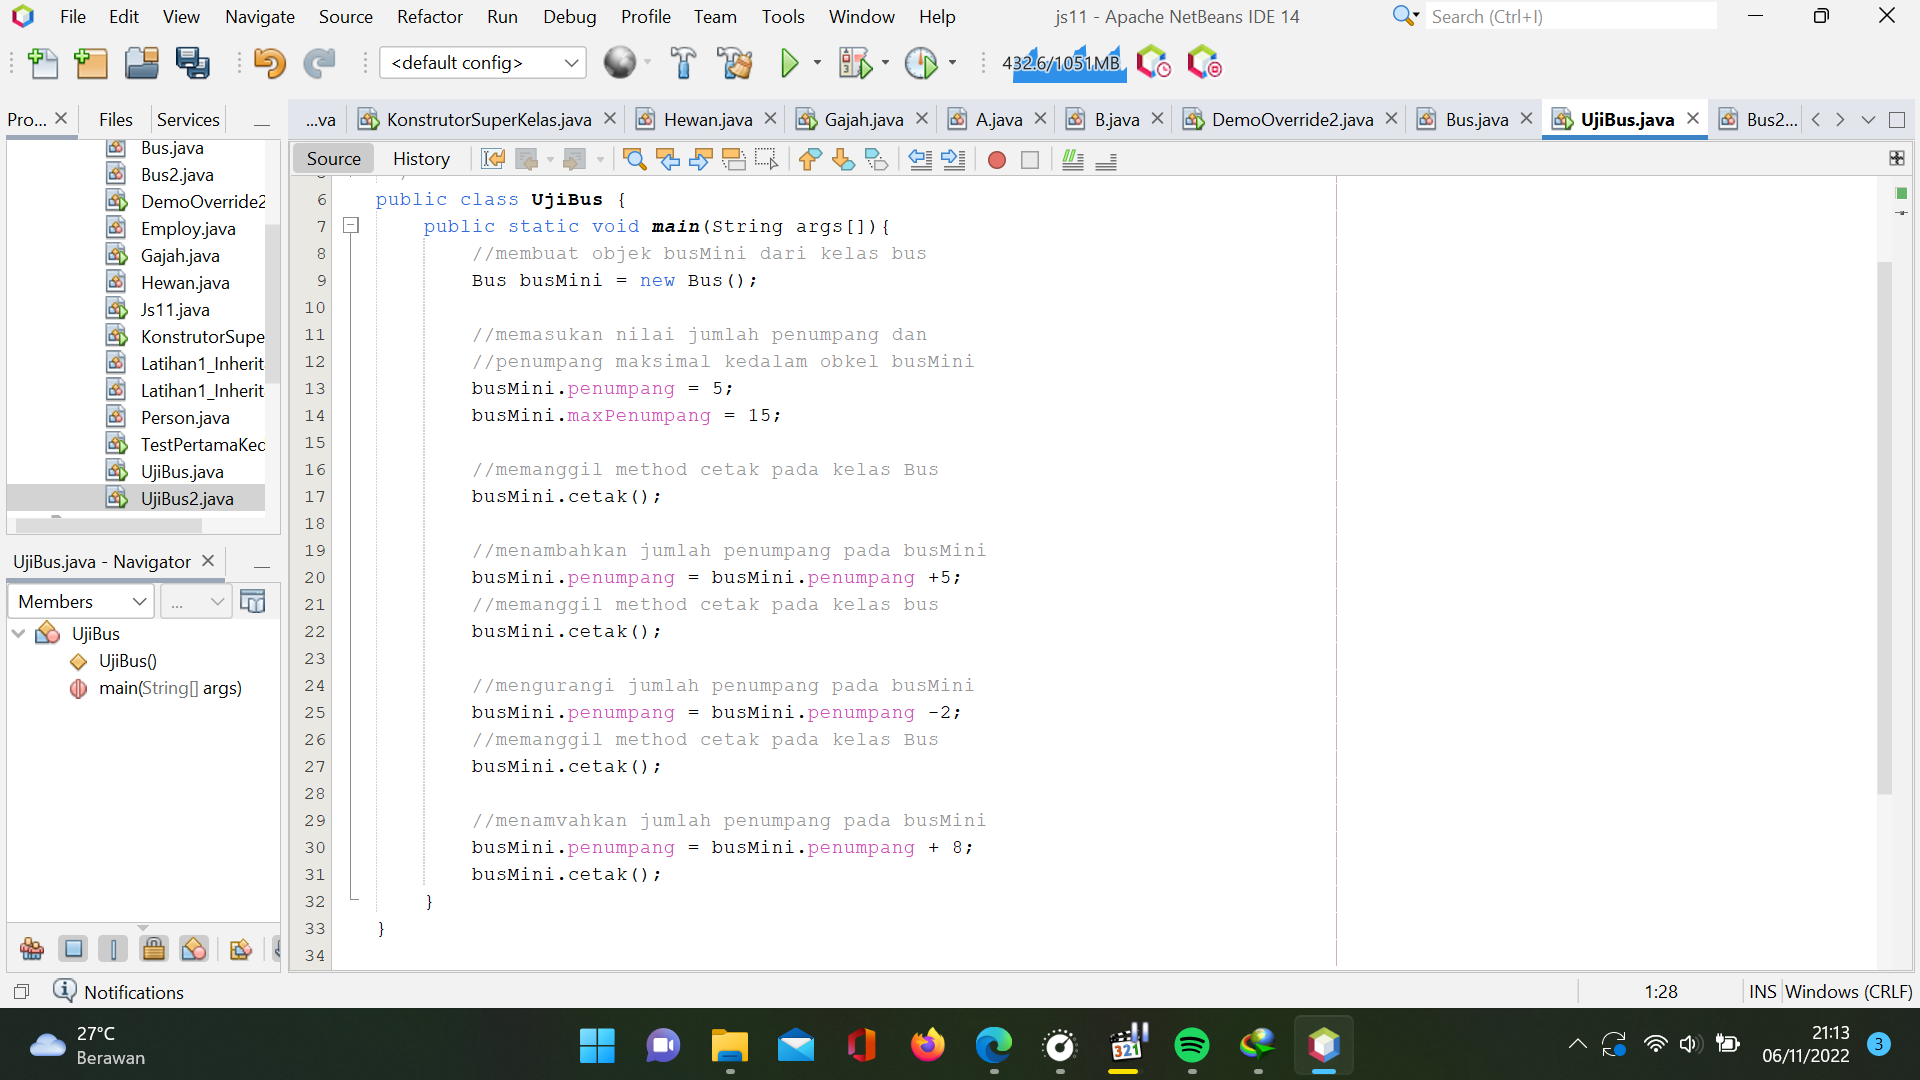 File Edit View Navigate Source Refactor Run Debug Profile Team Tools Window Help
js11 - Apache NetBeans IDE 14
Search (Ctrl+I)
<default config>
432.6/1051MB
Pro...
Files
Services
...va
KonstrutorSuperKelas.java
Hewan.java
Gajah.java
A.java
B.java
DemoOverride2.java
Bus.java
UjiBus.java
Bus2...
Source
History
Bus.java
Bus2.java
DemoOverride2
Employ.java
Gajah.java
Hewan.java
Js11.java
KonstrutorSupe
Latihan1_Inherit
Latihan1_Inherit
Person.java
TestPertamaKed
UjiBus.java
UjiBus2.java
UjiBus.java - Navigator
Members
...
UjiBus
UjiBus()
main(String[] args)
6 public class UjiBus {
7 public static void main(String args[]){
8 //membuat objek busMini dari kelas bus
9 Bus busMini = new Bus();
10
11 //memasukan nilai jumlah penumpang dan
12 //penumpang maksimal kedalam obkel busMini
13 busMini.penumpang = 5;
14 busMini.maxPenumpang = 15;
15
16 //memanggil method cetak pada kelas Bus
17 busMini.cetak();
18
19 //menambahkan jumlah penumpang pada busMini
20 busMini.penumpang = busMini.penumpang +5;
21 //memanggil method cetak pada kelas bus
22 busMini.cetak();
23
24 //mengurangi jumlah penumpang pada busMini
25 busMini.penumpang = busMini.penumpang -2;
26 //memanggil method cetak pada kelas Bus
27 busMini.cetak();
28
29 //menamvahkan jumlah penumpang pada busMini
30 busMini.penumpang = busMini.penumpang + 8;
31 busMini.cetak();
32 }
33 }
34
Notifications
1:28
INS
Windows (CRLF)
27°C
Berawan
321
21:13
06/11/2022
3